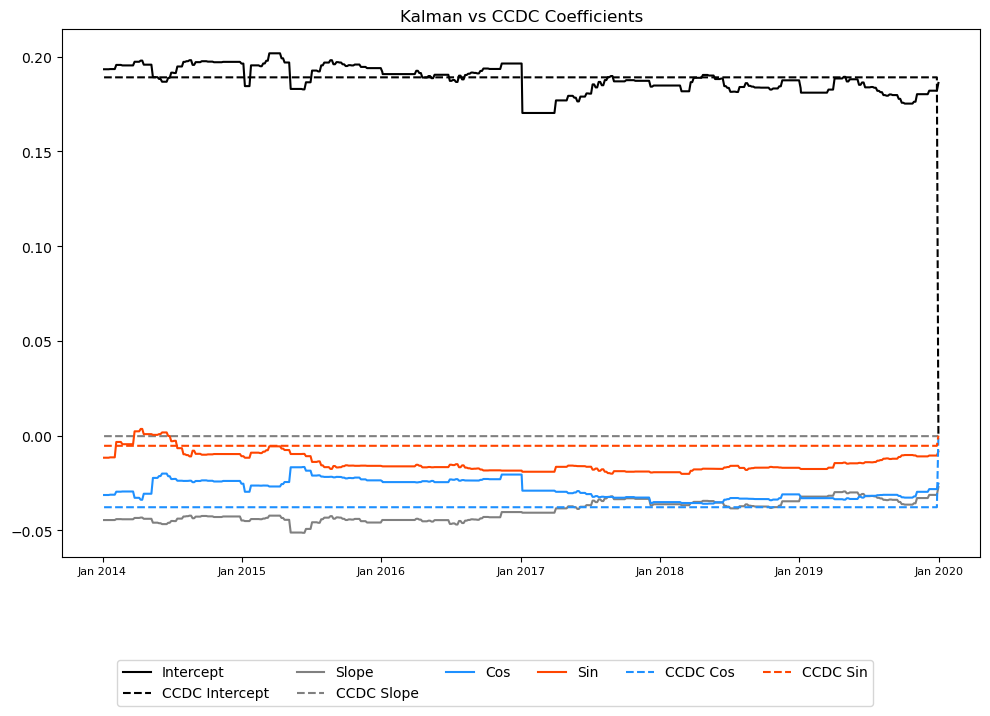 Kalman vs CCDC Coefficients
0.20
0.15
0.10
0.05
0.00
−0.05
Jan 2014 Jan 2015 Jan 2016 Jan 2017 Jan 2018 Jan 2019 Jan 2020
Intercept Slope Cos Sin CCDC Cos CCDC Sin
CCDC Intercept CCDC Slope